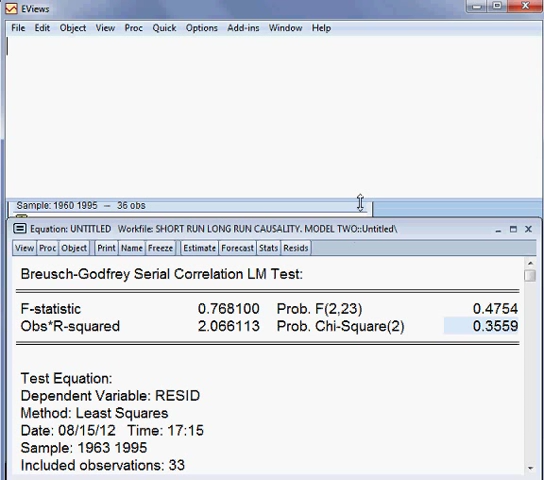 EViews
File Edit Object View Proc Quick Options Add-ins Window Help
Sample: 1960 1995 – 36 obs
Equation: UNTITLED Workfile: SHORT RUN LONG RUN CAUSALITY. MODEL TWO::Untitled\
View Proc Object Print Name Freeze Estimate Forecast Stats Resids
Breusch-Godfrey Serial Correlation LM Test:
F-statistic 0.768100 Prob. F(2,23) 0.4754
Obs*R-squared 2.066113 Prob. Chi-Square(2) 0.3559
Test Equation:
Dependent Variable: RESID
Method: Least Squares
Date: 08/15/12 Time: 17:15
Sample: 1963 1995
Included observations: 33